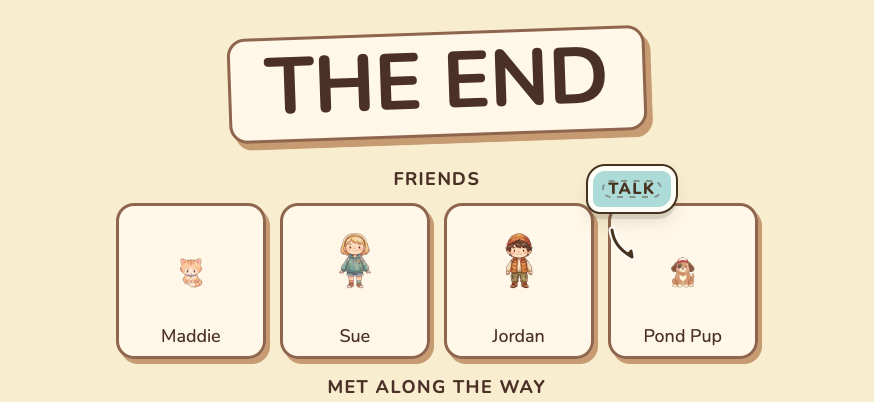 THE END
FRIENDS
TALK
Maddie
Sue
Jordan
Pond Pup
MET ALONG THE WAY